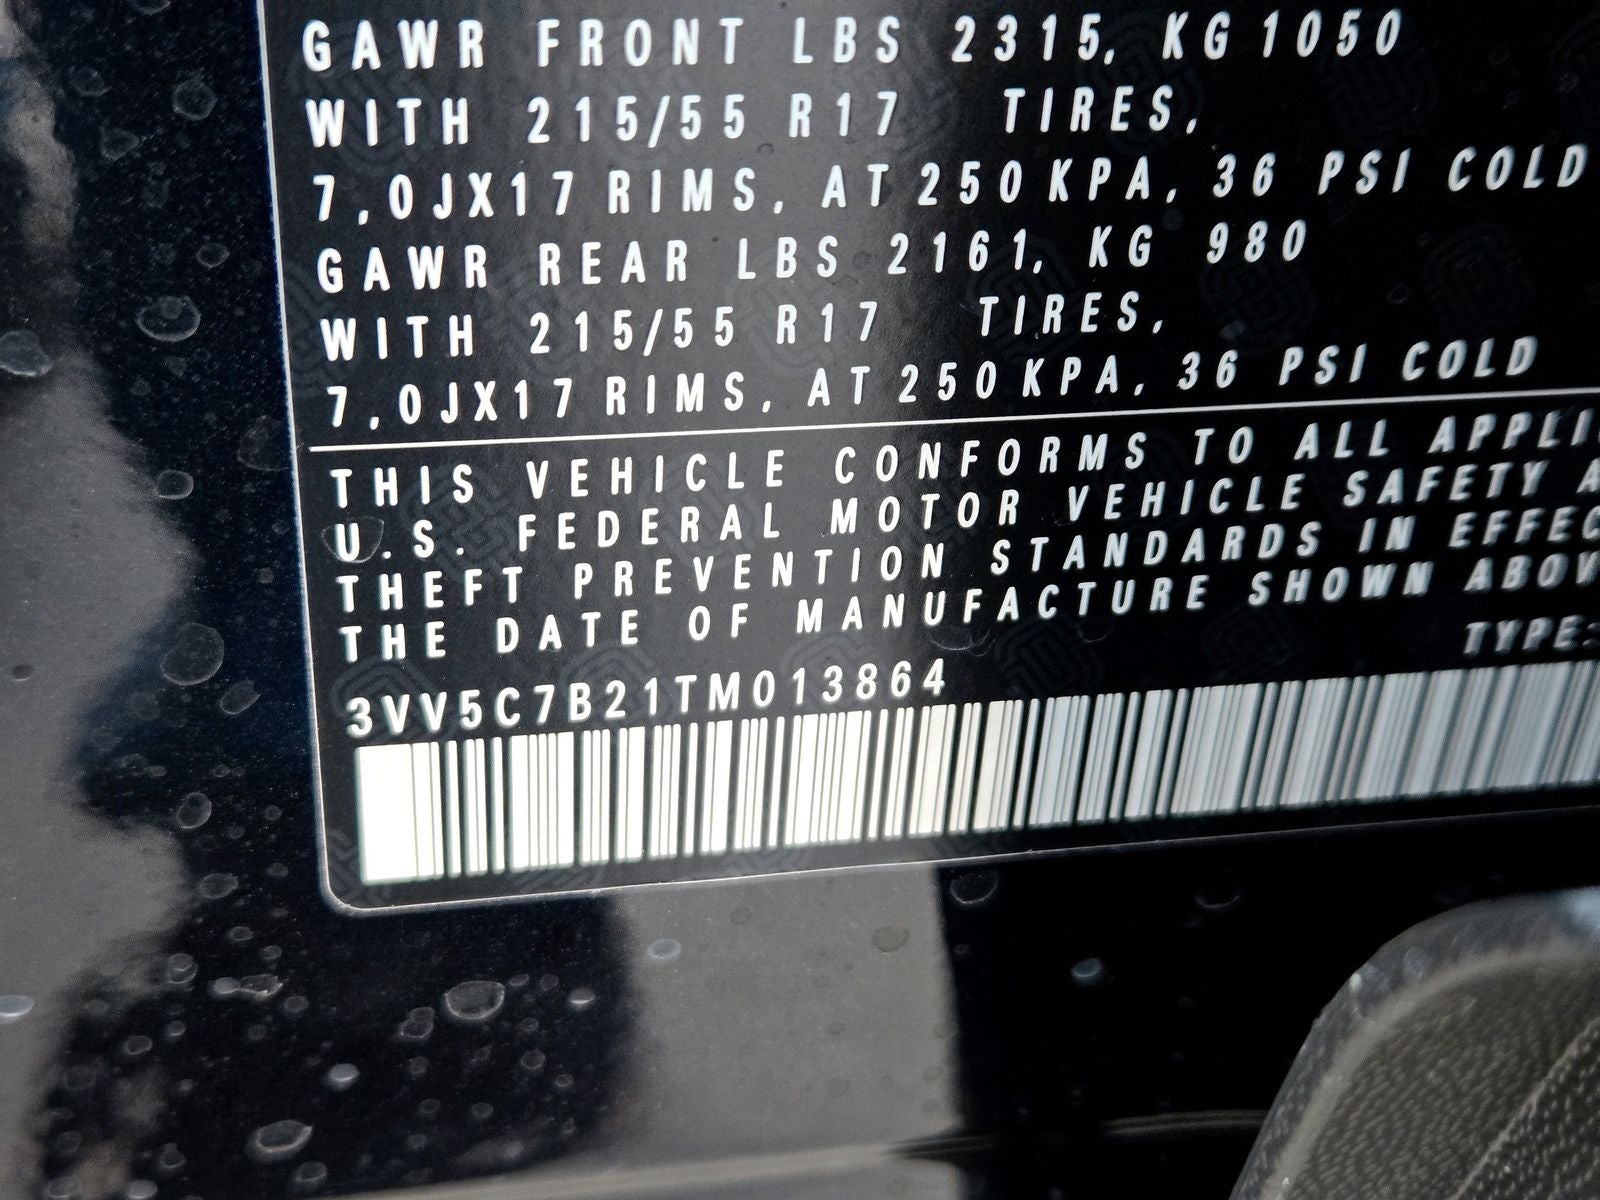 GAWR FRONT LBS 2315, KG 1050
WITH 215/55 R17 TIRES,
7,0JX17 RIMS, AT 250 KPA, 36 PSI COLD
GAWR REAR LBS 2161, KG 980
WITH 215/55 R17 TIRES,
7,0JX17 RIMS, AT 250 KPA, 36 PSI COLD
THIS VEHICLE CONFORMS TO ALL
U.S. FEDERAL MOTOR VEHICLE SAFETY
THEFT PREVENTION STANDARDS IN
THE DATE OF MANUFACTURE SHOWN
TYPE:
3VV5C7B21TM013864